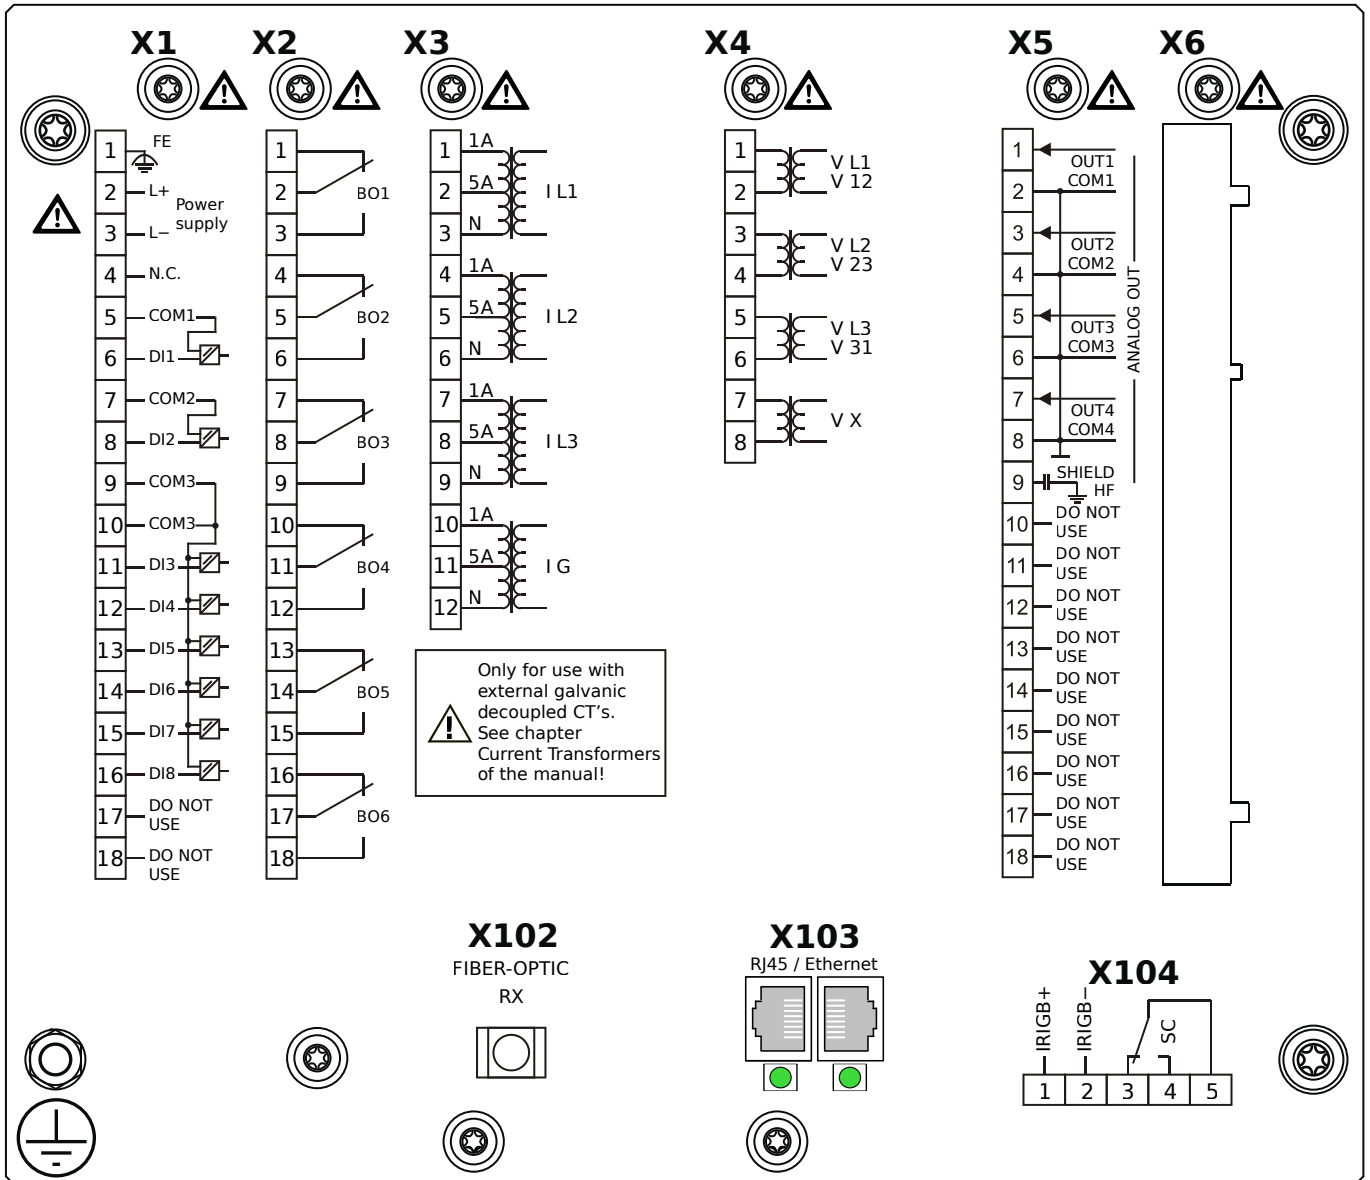 X1
X2
X3
X4
X5
X6
1 FE
2 L+
Power
supply
3 L−
4 N.C.
5 COM1
6 DI1
7 COM2
8 DI2
9 COM3
10 COM3
11 DI3
12 DI4
13 DI5
14 DI6
15 DI7
16 DI8
17 DO NOT
USE
18 DO NOT
USE
1
2 BO1
3
4
5 BO2
6
7
8 BO3
9
10
11 BO4
12
13
14 BO5
15
16
17 BO6
18
1 1A
2 5A I L1
3 N
4 1A
5 5A I L2
6 N
7 1A
8 5A I L3
9 N
10 1A
11 5A I G
12 N
Only for use with
external galvanic
decoupled CT's.
See chapter
Current Transformers
of the manual!
1 V L1
2 V 12
3 V L2
4 V 23
5 V L3
6 V 31
7 V X
8
1 OUT1
2 COM1
3 OUT2
4 COM2
5 OUT3
6 COM3
7 OUT4
8 COM4
ANALOG OUT
9 SHIELD
HF
10 DO NOT
USE
11 DO NOT
USE
12 DO NOT
USE
13 DO NOT
USE
14 DO NOT
USE
15 DO NOT
USE
16 DO NOT
USE
17 DO NOT
USE
18 DO NOT
USE
X102
FIBER-OPTIC
RX
X103
RJ45 / Ethernet
X104
IRIGB+
IRIGB−
SC
1 2 3 4 5